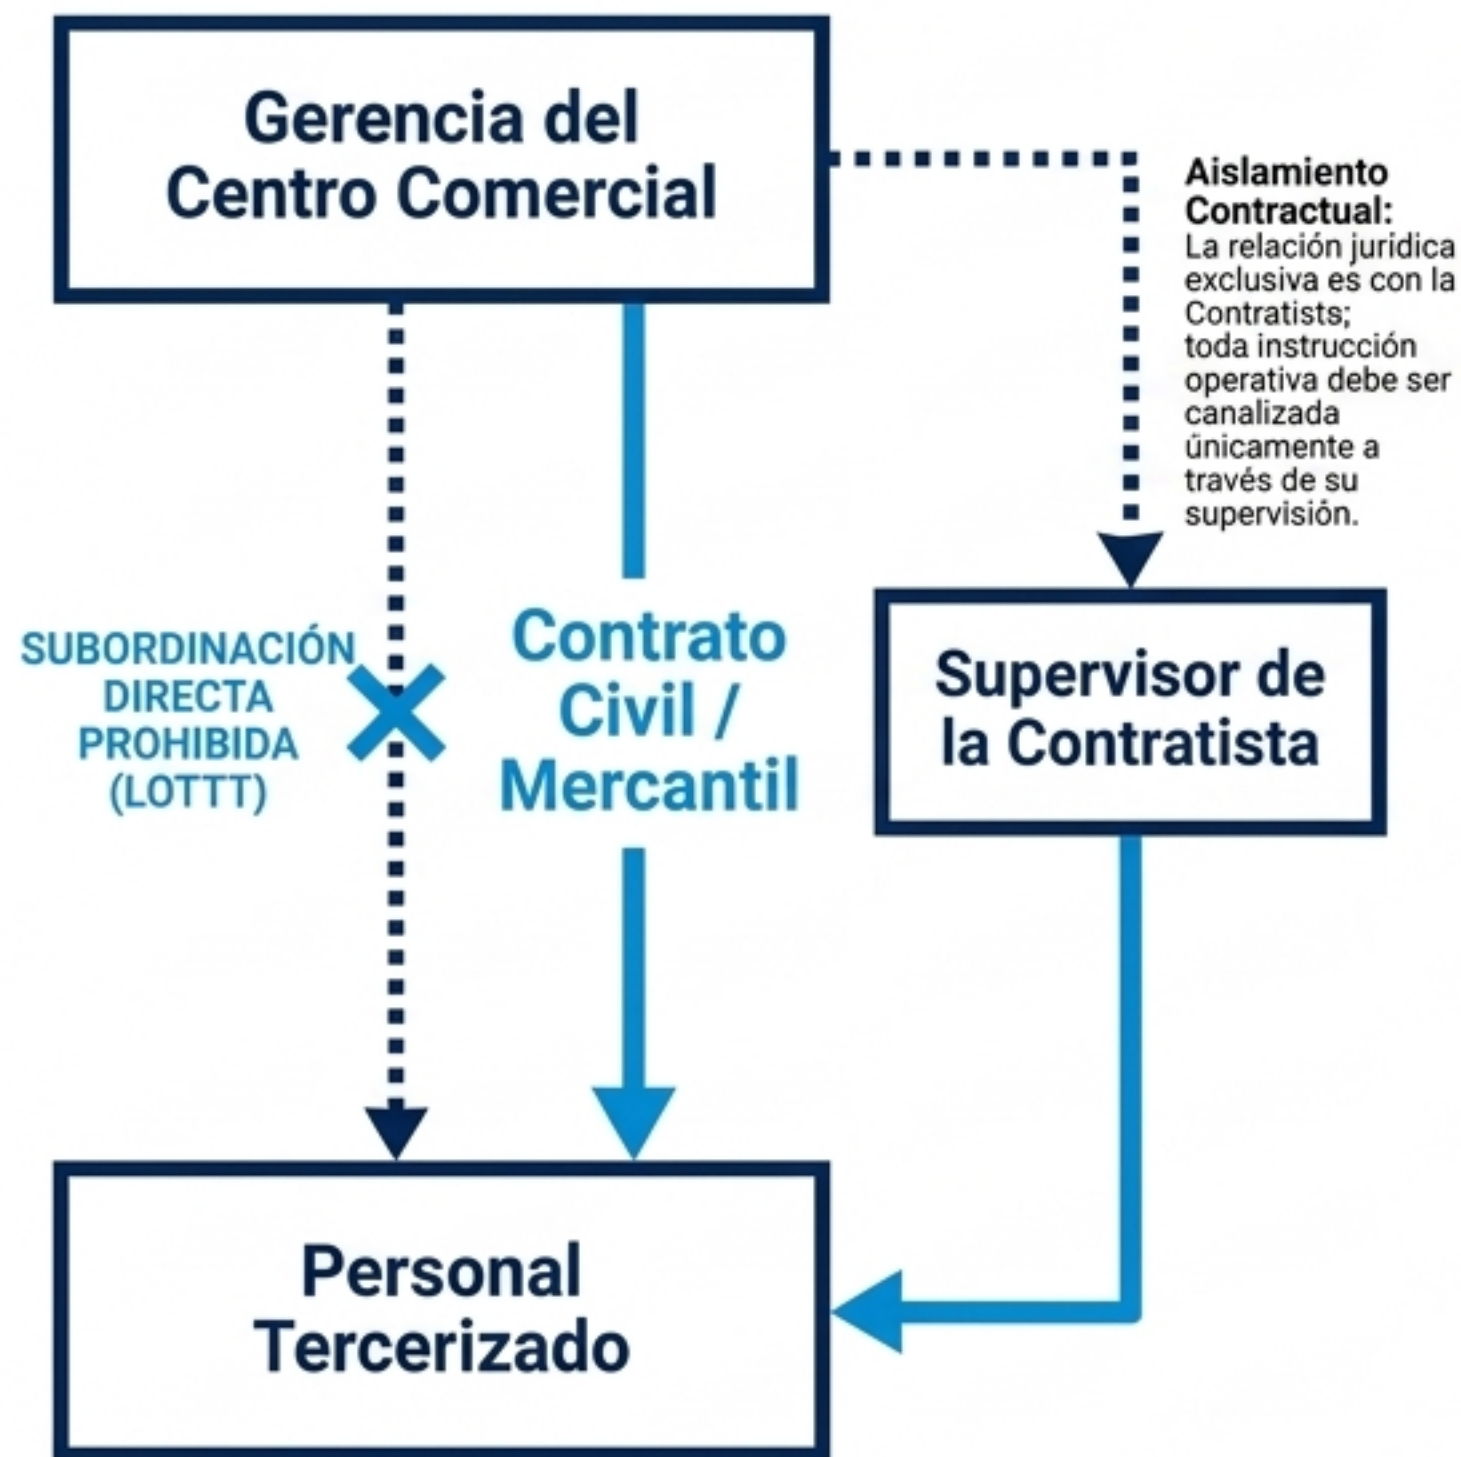 Gerencia del
Centro Comercial
Aislamiento
Contractual:
La relación juridica
exclusiva es con la
Contratists;
toda instrucción
operativa debe ser
canalizada
únicamente a
través de su
supervisión.
SUBORDINACIÓN
DIRECTA
PROHIBIDA
(LOTTT)
Contrato
Civil /
Mercantil
Supervisor de
la Contratista
Personal
Tercerizado